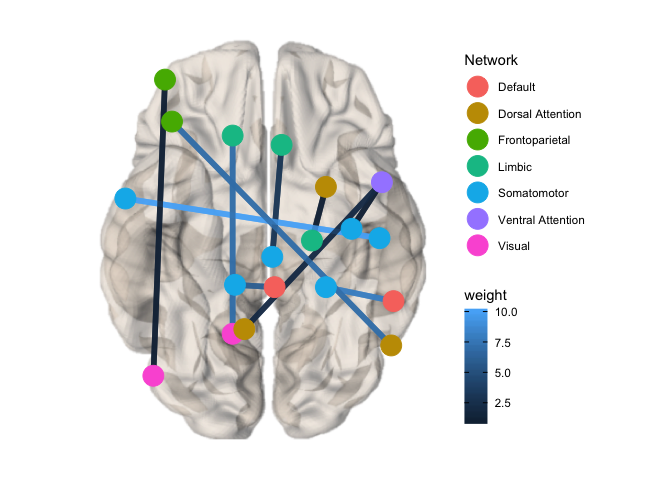 Network
Default
Dorsal Attention
Frontoparietal
Limbic
Somatomotor
Ventral Attention
Visual
weight
10.0
7.5
5.0
2.5